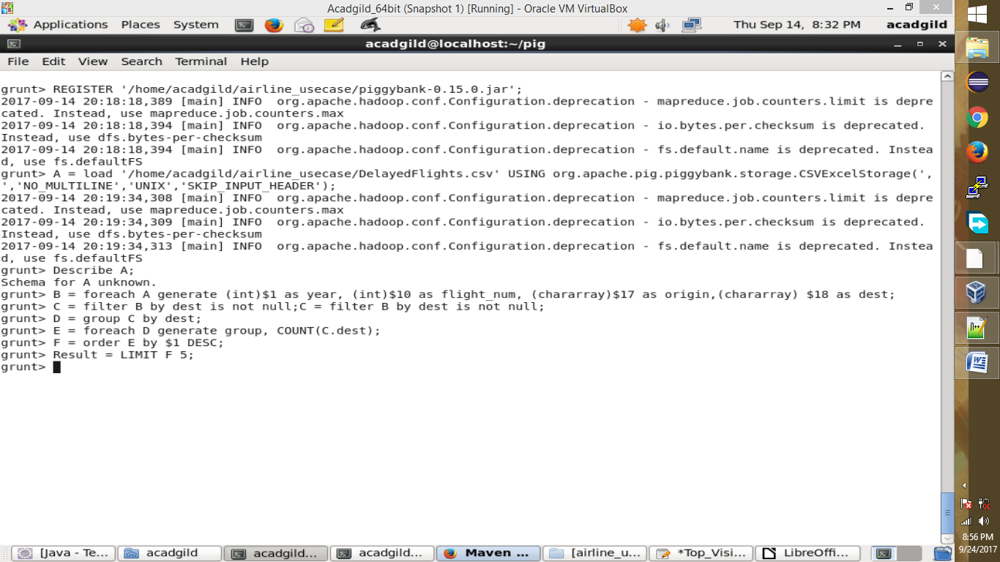 Acadgild_64bit (Snapshot 1) [Running] - Oracle VM VirtualBox
Applications Places System Thu Sep 14, 8:32 PM acadgild
acadgild@localhost:~/pig
File Edit View Search Terminal Help
grunt> REGISTER '/home/acadgild/airline_usecase/piggybank-0.15.0.jar';
2017-09-14 20:18:18,389 [main] INFO  org.apache.hadoop.conf.Configuration.deprecation - mapreduce.job.counters.limit is depre
cated. Instead, use mapreduce.job.counters.max
2017-09-14 20:18:18,394 [main] INFO  org.apache.hadoop.conf.Configuration.deprecation - io.bytes.per.checksum is deprecated.
Instead, use dfs.bytes-per-checksum
2017-09-14 20:18:18,394 [main] INFO  org.apache.hadoop.conf.Configuration.deprecation - fs.default.name is deprecated. Instea
d, use fs.defaultFS
grunt> A = load '/home/acadgild/airline_usecase/DelayedFlights.csv' USING org.apache.pig.piggybank.storage.CSVExcelStorage(',
','NO_MULTILINE','UNIX','SKIP_INPUT_HEADER');
2017-09-14 20:19:34,308 [main] INFO  org.apache.hadoop.conf.Configuration.deprecation - mapreduce.job.counters.limit is depre
cated. Instead, use mapreduce.job.counters.max
2017-09-14 20:19:34,309 [main] INFO  org.apache.hadoop.conf.Configuration.deprecation - io.bytes.per.checksum is deprecated.
Instead, use dfs.bytes-per-checksum
2017-09-14 20:19:34,313 [main] INFO  org.apache.hadoop.conf.Configuration.deprecation - fs.default.name is deprecated. Instea
d, use fs.defaultFS
grunt> Describe A;
Schema for A unknown.
grunt> B = foreach A generate (int)$1 as year, (int)$10 as flight_num, (chararray)$17 as origin,(chararray) $18 as dest;
grunt> C = filter B by dest is not null;C = filter B by dest is not null;
grunt> D = group C by dest;
grunt> E = foreach D generate group, COUNT(C.dest);
grunt> F = order E by $1 DESC;
grunt> Result = LIMIT F 5;
grunt>
[Java - Te... acadgild acadgild... acadgild... Maven ... [airline_u... *Top_Visi... LibreOffi...
8:56 PM
9/24/2017